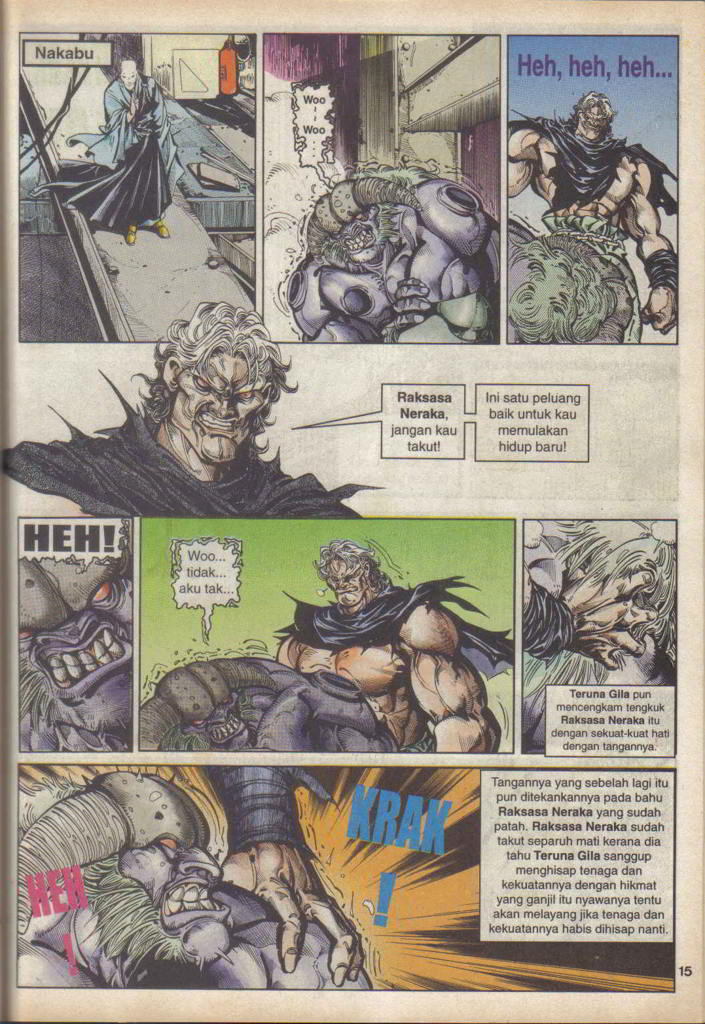 Nakabu
Woo
...
Woo
...
Heh, heh, heh...
Raksasa
Neraka,
jangan kau
takut!
Ini satu peluang
baik untuk kau
memulakan
hidup baru!
HEH!
Woo...
tidak...
aku tak...
Teruna Gila pun
mencengkam tengkuk
Raksasa Neraka itu
dengan sekuat-kuat hati
dengan tangannya.
HEH
!
KRAK
!
Tangannya yang sebelah lagi itu
pun ditekankannya pada bahu
Raksasa Neraka yang sudah
patah. Raksasa Neraka sudah
takut separuh mati kerana dia
tahu Teruna Gila sanggup
menghisap tenaga dan
kekuatannya dengan hikmat
yang ganjil itu nyawanya tentu
akan melayang jika tenaga dan
kekuatannya habis dihisap nanti.
15